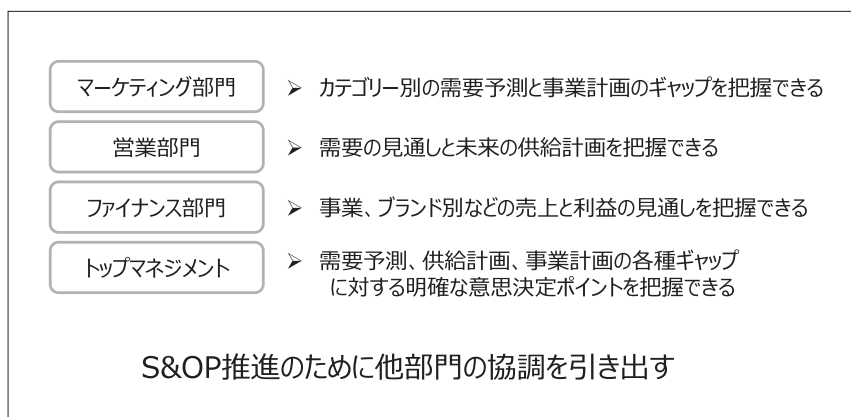 マーケティング部門
➢ カテゴリー別の需要予測と事業計画のギャップを把握できる
営業部門
➢ 需要の見通しと未来の供給計画を把握できる
ファイナンス部門
➢ 事業、ブランド別などの売上と利益の見通しを把握できる
トップマネジメント
➢ 需要予測、供給計画、事業計画の各種ギャップ
に対する明確な意思決定ポイントを把握できる
S&OP推進のために他部門の協調を引き出す